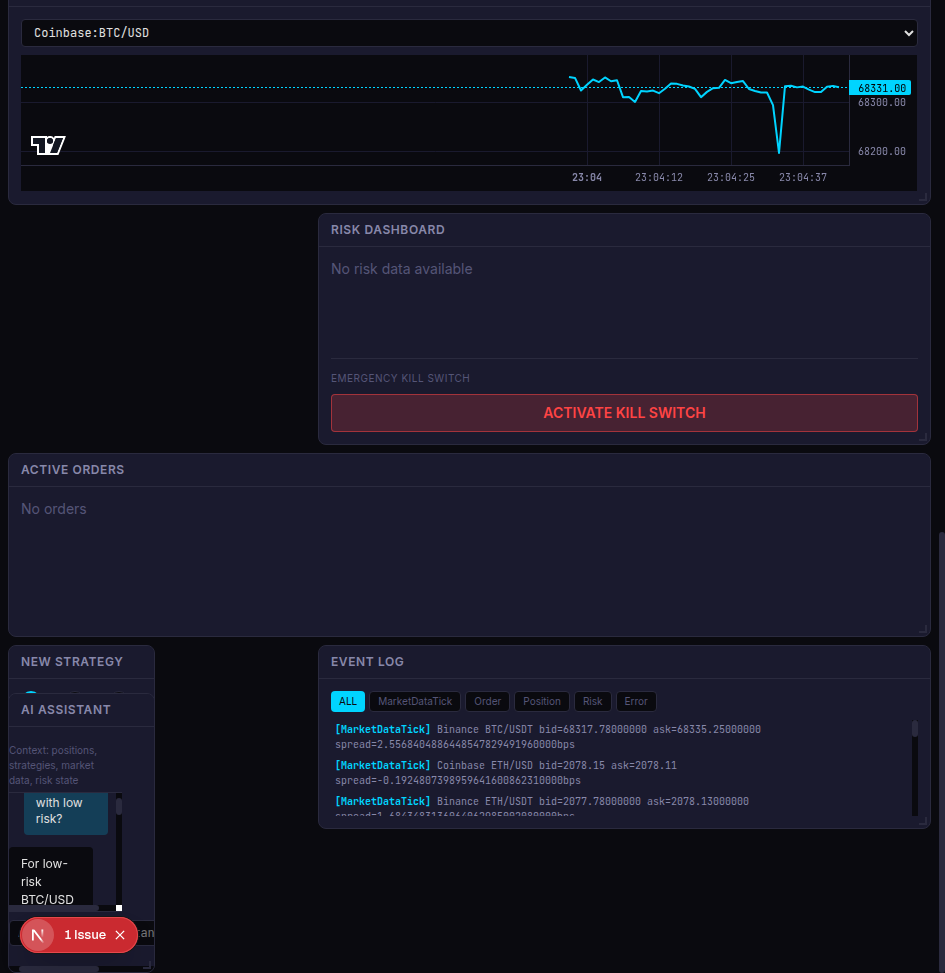 Coinbase:BTC/USD
68331.00
68300.00
68200.00
23:04
23:04:12
23:04:25
23:04:37
RISK DASHBOARD
No risk data available
EMERGENCY KILL SWITCH
ACTIVATE KILL SWITCH
ACTIVE ORDERS
No orders
NEW STRATEGY
AI ASSISTANT
Context: positions,
strategies, market
data, risk state
with low
risk?
For low-
risk
BTC/USD
1 Issue
EVENT LOG
ALL MarketDataTick Order Position Risk Error
[MarketDataTick] Binance BTC/USDT bid=68317.78000000 ask=68335.25000000
spread=2.5568404886448547829491960000bps
[MarketDataTick] Coinbase ETH/USD bid=2078.15 ask=2078.11
spread=-0.1924807398959641600862310000bps
[MarketDataTick] Binance ETH/USDT bid=2077.78000000 ask=2078.13000000